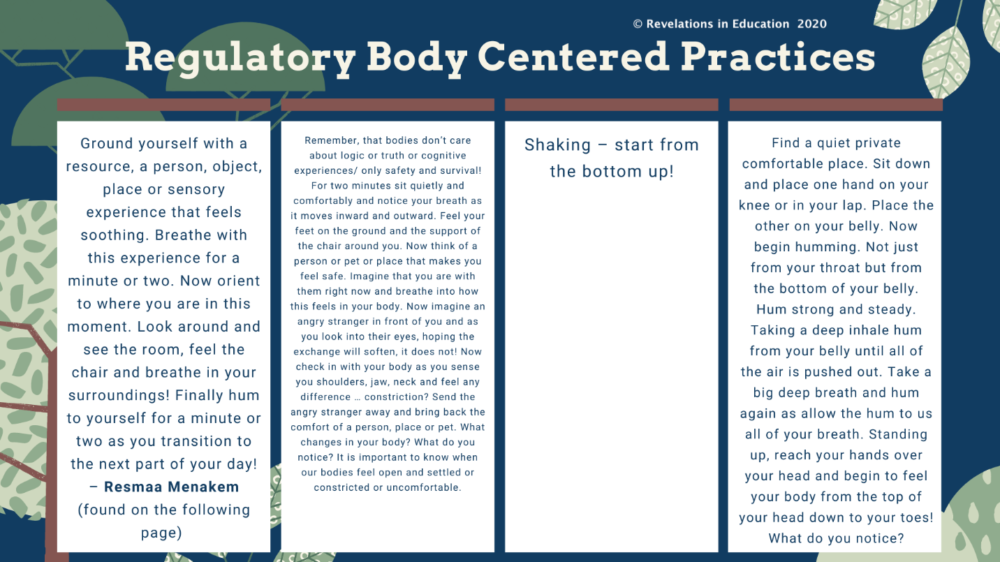 © Revelations in Education 2020
Regulatory Body Centered Practices
Ground yourself with a
resource, a person, object,
place or sensory
experience that feels
soothing. Breathe with
this experience for a
minute or two. Now orient
to where you are in this
moment. Look around and
see the room, feel the
chair and breathe in your
surroundings! Finally hum
to yourself for a minute or
two as you transition to
the next part of your day!
– Resmaa Menakem
(found on the following
page)
Remember, that bodies don't care
about logic or truth or cognitive
experiences/ only safety and survival!
For two minutes sit quietly and
comfortably and notice your breath as
it moves inward and outward. Feel your
feet on the ground and the support of
the chair around you. Now think of a
person or pet or place that makes you
feel safe. Imagine that you are with
them right now and breathe into how
this feels in your body. Now imagine an
angry stranger in front of you and as
you look into their eyes, hoping the
exchange will soften, it does not! Now
check in with your body as you sense
you shoulders, jaw, neck and feel any
difference … constriction? Send the
angry stranger away and bring back the
comfort of a person, place or pet. What
changes in your body? What do you
notice? It is important to know when
our bodies feel open and settled or
constricted or uncomfortable.
Shaking – start from
the bottom up!
Find a quiet private
comfortable place. Sit down
and place one hand on your
knee or in your lap. Place the
other on your belly. Now
begin humming. Not just
from your throat but from
the bottom of your belly.
Hum strong and steady.
Taking a deep inhale hum
from your belly until all of
the air is pushed out. Take a
big deep breath and hum
again as allow the hum to us
all of your breath. Standing
up, reach your hands over
your head and begin to feel
your body from the top of
your head down to your toes!
What do you notice?